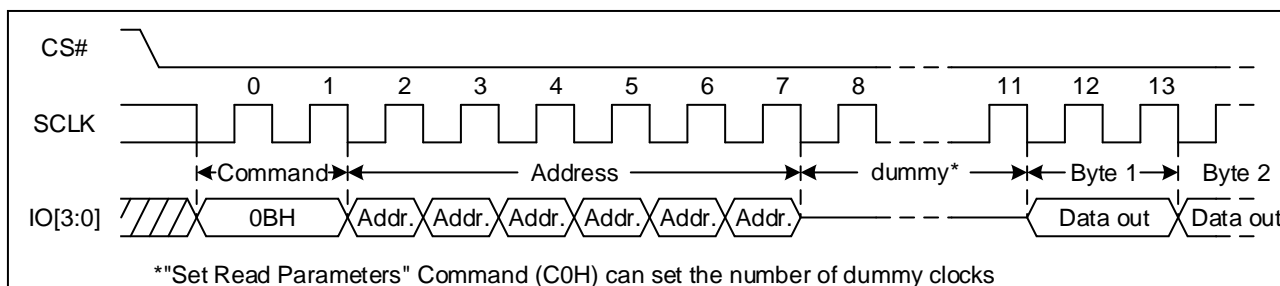 CS#
0 1 2 3 4 5 6 7 8 11 12 13
SCLK
Command Address dummy* Byte 1 Byte 2
IO[3:0] 0BH Addr. Addr. Addr. Addr. Addr. Addr. Data out Data out
*"Set Read Parameters" Command (C0H) can set the number of dummy clocks